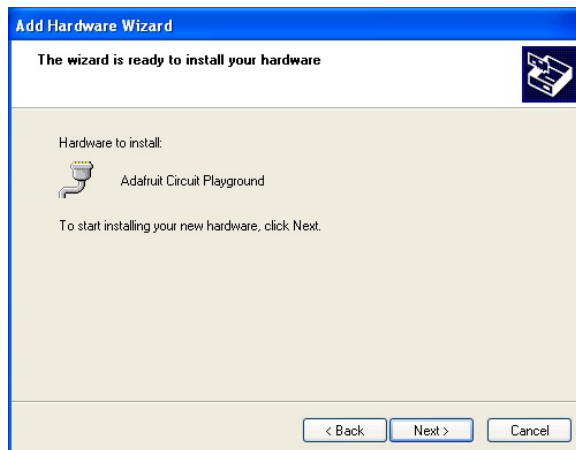 Add Hardware Wizard
The wizard is ready to install your hardware
Hardware to install:
Adafruit Circuit Playground
To start installing your new hardware, click Next.
< Back
Next >
Cancel